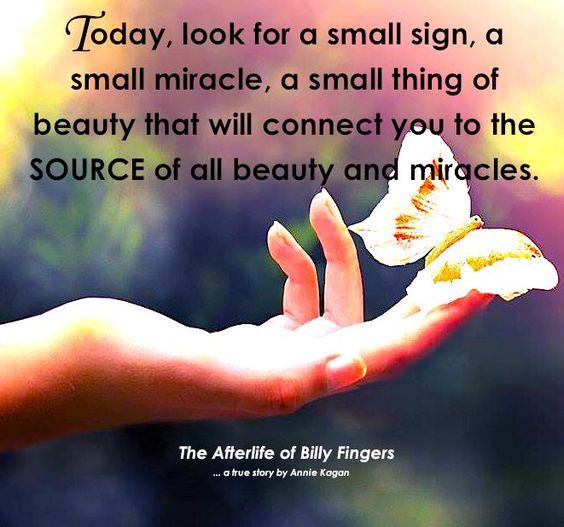 Today, look for a small sign, a
small miracle, a small thing of
beauty that will connect you to the
SOURCE of all beauty and miracles.
The Afterlife of Billy Fingers
... a true story by Annie Kagan